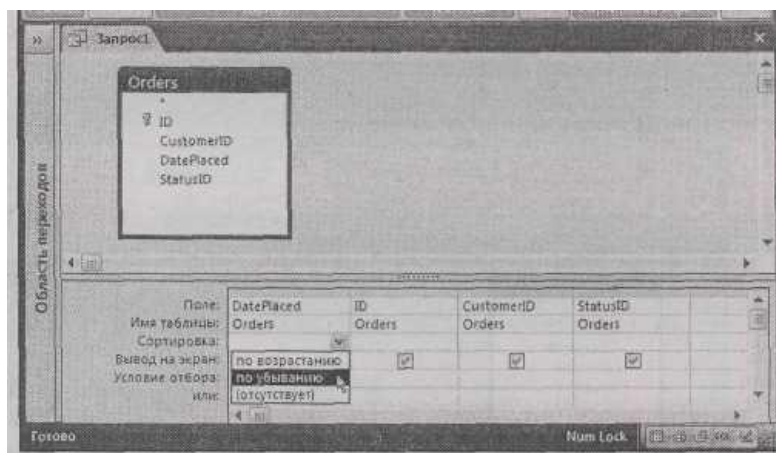 »
Запрос1
×
Orders
*
ID
CustomerID
DatePlaced
StatusID
Область переходов
Поле: DatePlaced ID CustomerID StatusID
Имя таблицы: Orders Orders Orders Orders
Сортировка:
Вывод на экран: по возрастанию
Условие отбора: по убыванию
или: (отсутствует)
Готово Num Lock SQL